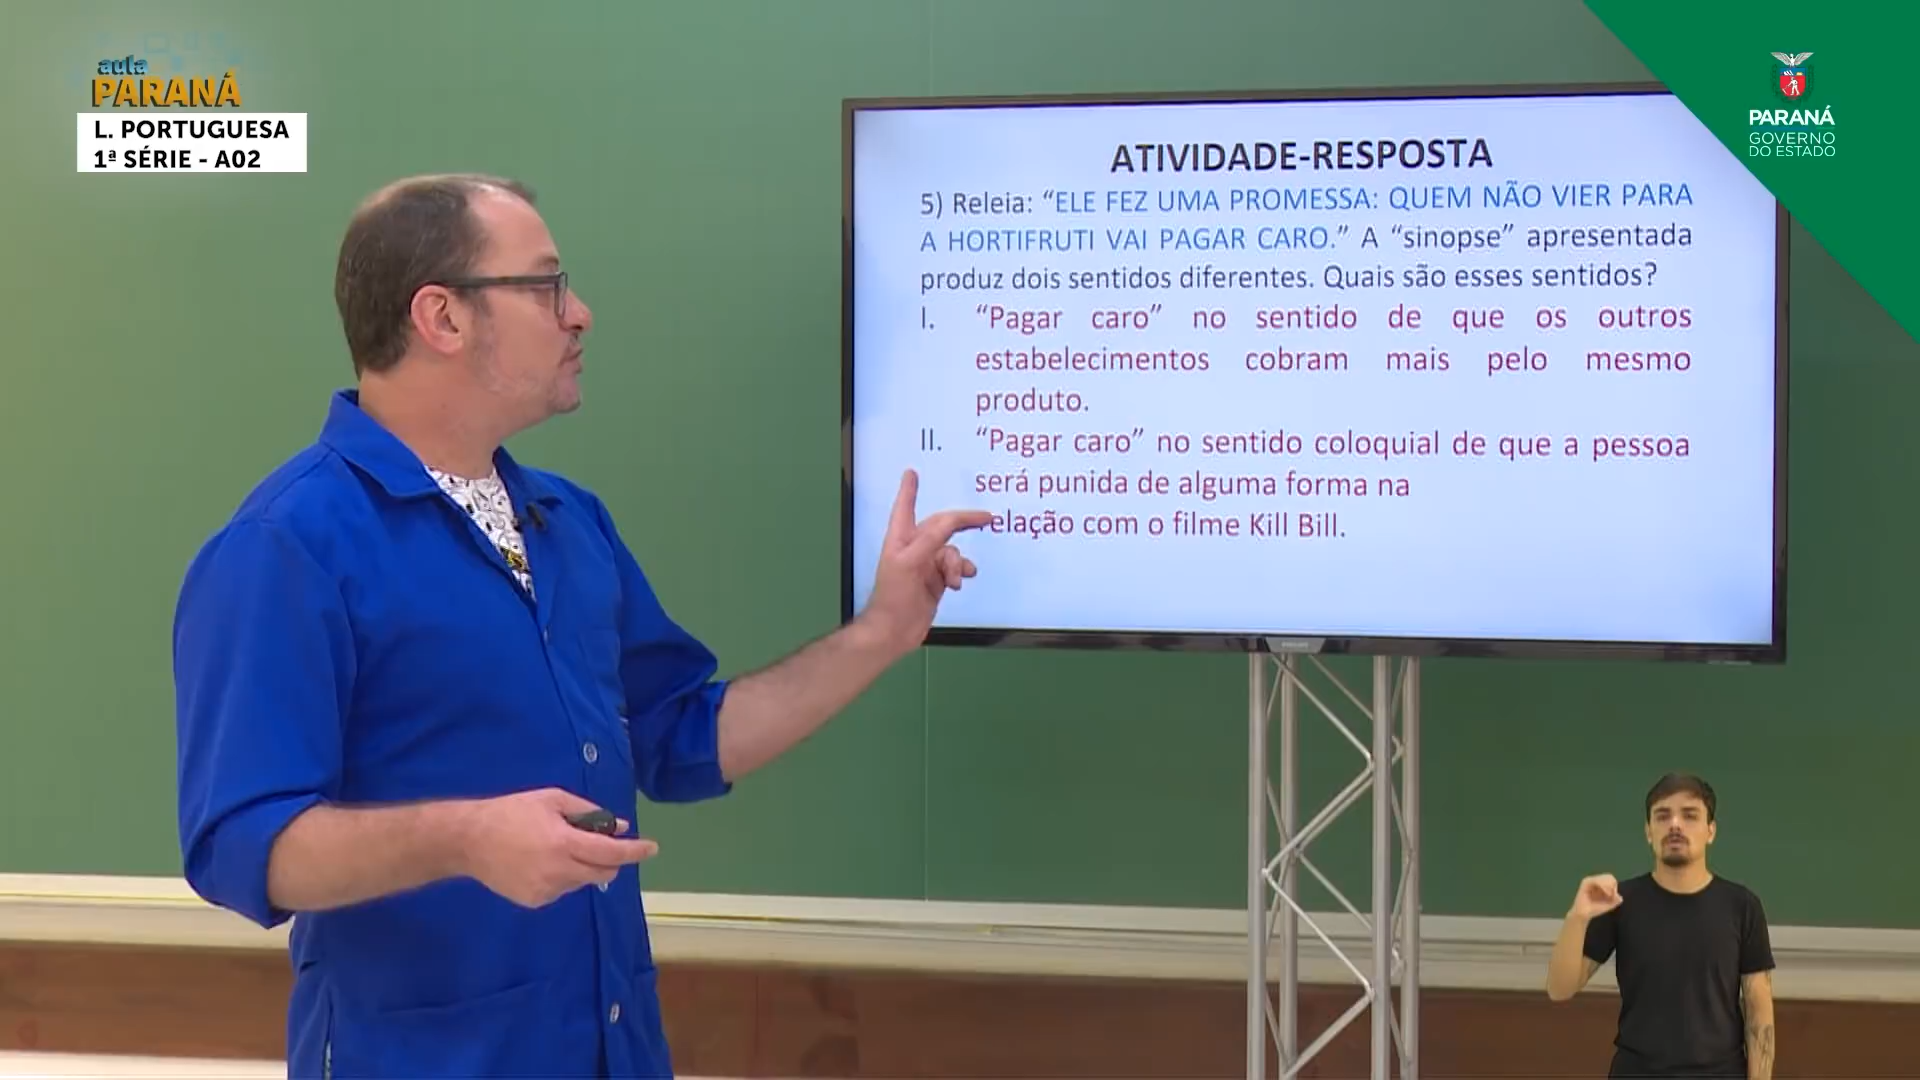 aula
PARANÁ
L. PORTUGUESA
1ª SÉRIE - A02
PARANÁ
GOVERNO
DO ESTADO
ATIVIDADE-RESPOSTA
5) Releia: “ELE FEZ UMA PROMESSA: QUEM NÃO VIER PARA
A HORTIFRUTI VAI PAGAR CARO.” A “sinopse” apresentada
produz dois sentidos diferentes. Quais são esses sentidos?
I. “Pagar caro” no sentido de que os outros
estabelecimentos cobram mais pelo mesmo
produto.
II. “Pagar caro” no sentido coloquial de que a pessoa
será punida de alguma forma na
relação com o filme Kill Bill.